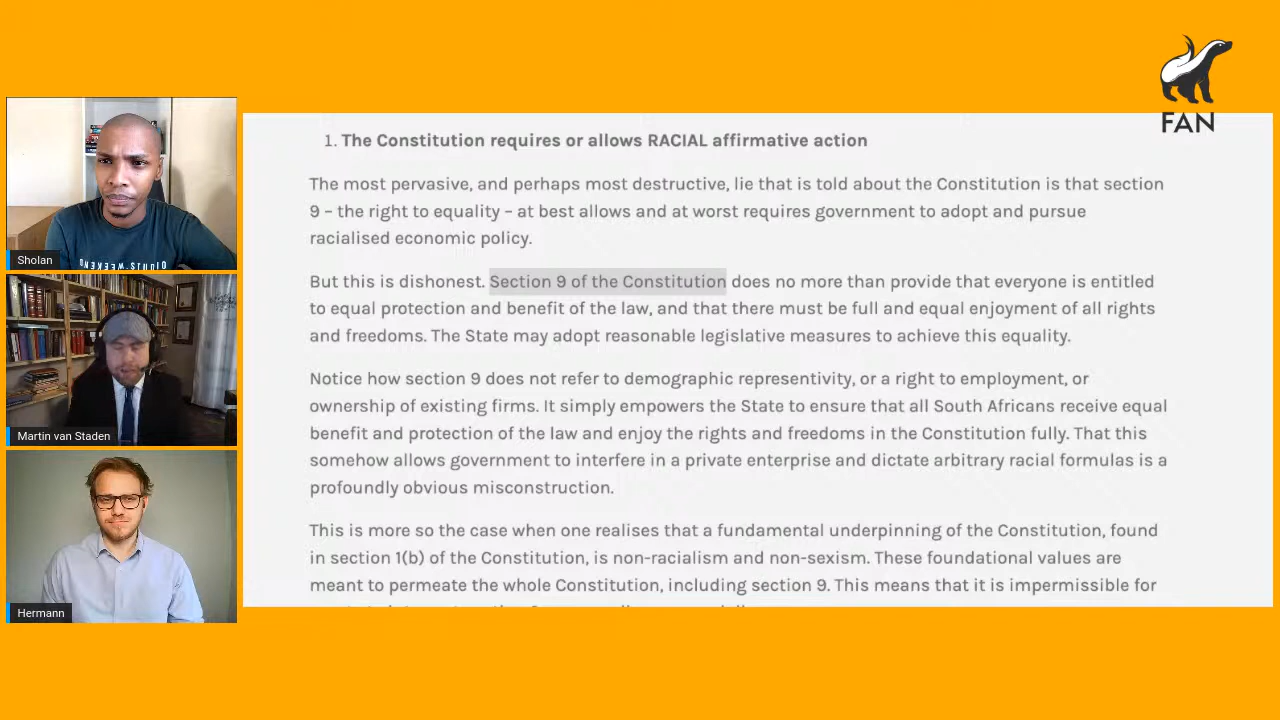 FAN
Sholan
Martin van Staden
Hermann
1. The Constitution requires or allows RACIAL affirmative action
The most pervasive, and perhaps most destructive, lie that is told about the Constitution is that section
9 – the right to equality – at best allows and at worst requires government to adopt and pursue
racialised economic policy.
But this is dishonest. Section 9 of the Constitution does no more than provide that everyone is entitled
to equal protection and benefit of the law, and that there must be full and equal enjoyment of all rights
and freedoms. The State may adopt reasonable legislative measures to achieve this equality.
Notice how section 9 does not refer to demographic representivity, or a right to employment, or
ownership of existing firms. It simply empowers the State to ensure that all South Africans receive equal
benefit and protection of the law and enjoy the rights and freedoms in the Constitution fully. That this
somehow allows government to interfere in a private enterprise and dictate arbitrary racial formulas is a
profoundly obvious misconstruction.
This is more so the case when one realises that a fundamental underpinning of the Constitution, found
in section 1(b) of the Constitution, is non-racialism and non-sexism. These foundational values are
meant to permeate the whole Constitution, including section 9. This means that it is impermissible for